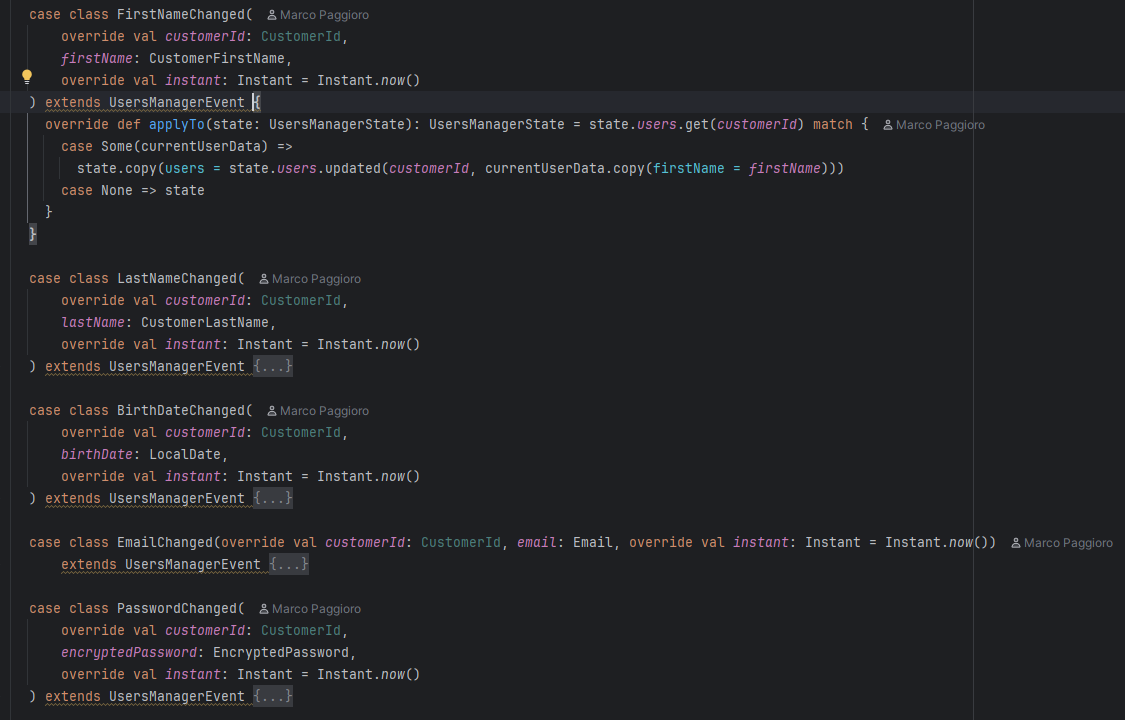 case class FirstNameChanged( Marco Paggioro
override val customerId: CustomerId,
firstName: CustomerFirstName,
override val instant: Instant = Instant.now()
) extends UsersManagerEvent {
override def applyTo(state: UsersManagerState): UsersManagerState = state.users.get(customerId) match { Marco Paggioro
case Some(currentUserData) =>
state.copy(users = state.users.updated(customerId, currentUserData.copy(firstName = firstName)))
case None => state
}
}
case class LastNameChanged( Marco Paggioro
override val customerId: CustomerId,
lastName: CustomerLastName,
override val instant: Instant = Instant.now()
) extends UsersManagerEvent {...}
case class BirthDateChanged( Marco Paggioro
override val customerId: CustomerId,
birthDate: LocalDate,
override val instant: Instant = Instant.now()
) extends UsersManagerEvent {...}
case class EmailChanged(override val customerId: CustomerId, email: Email, override val instant: Instant = Instant.now()) Marco Paggioro
extends UsersManagerEvent {...}
case class PasswordChanged( Marco Paggioro
override val customerId: CustomerId,
encryptedPassword: EncryptedPassword,
override val instant: Instant = Instant.now()
) extends UsersManagerEvent {...}